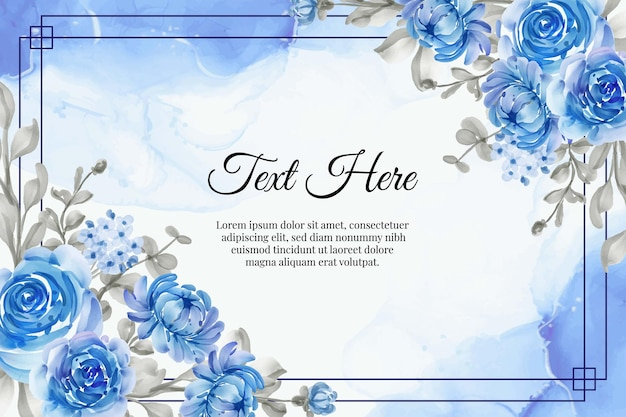 Text Here
Lorem ipsum dolor sit amet, consectetuer
adipiscing elit, sed diam nonummy nibh
euismod tincidunt ut laoreet dolore
magna aliquam erat volutpat.